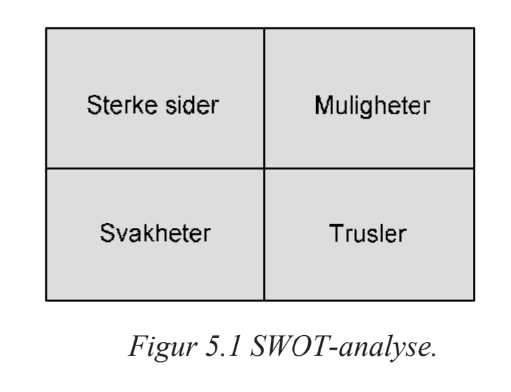 Sterke sider
Muligheter
Svakheter
Trusler
Figur 5.1 SWOT-analyse.